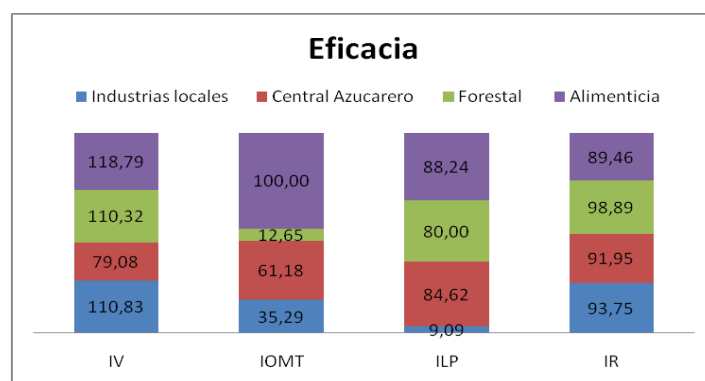 Eficacia
Industrias locales Central Azucarero Forestal Alimenticia
118,79 100,00 88,24 89,46
110,32 12,65 80,00 98,89
79,08 61,18 84,62 91,95
110,83 35,29 9,09 93,75
IV IOMT ILP IR